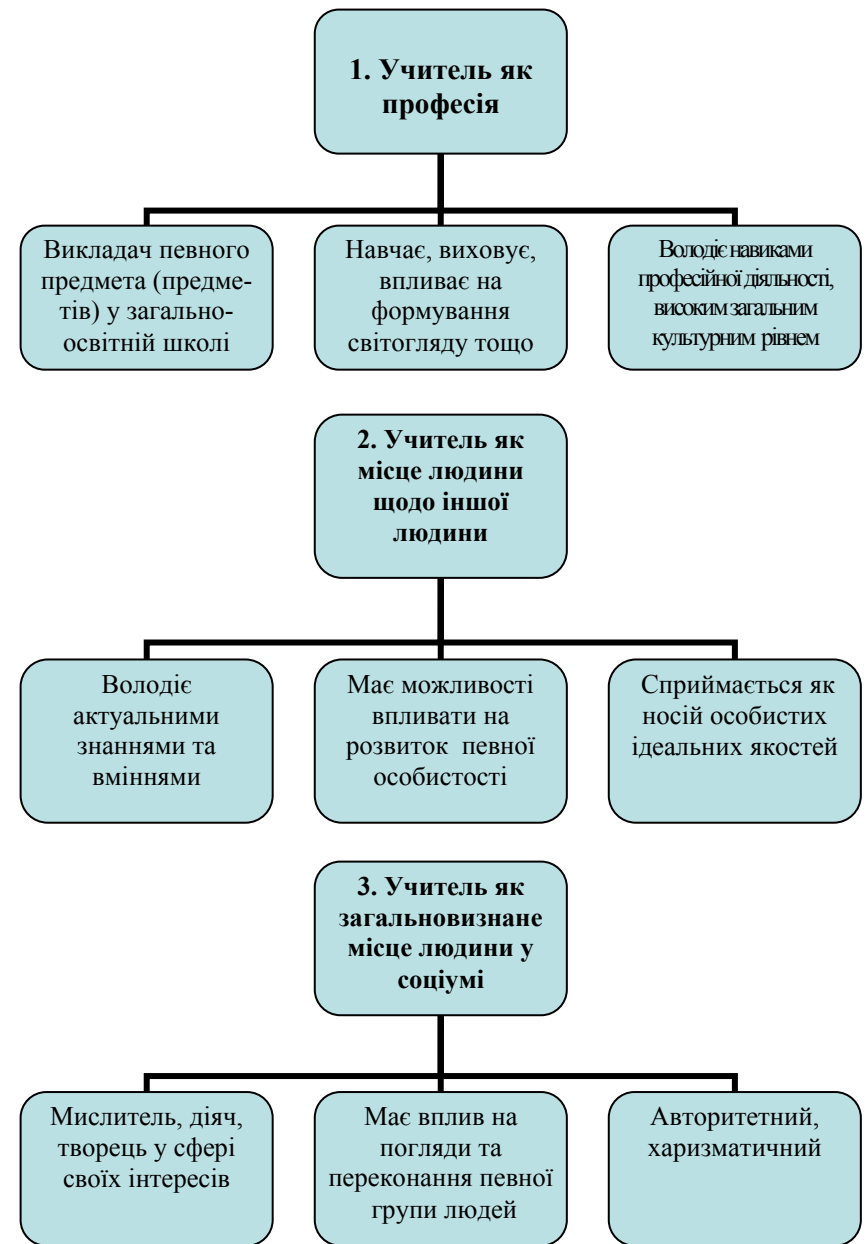 1. Учитель як
професія
Викладач певного
предмета (предме-
тів) у загально-
освітній школі
Навчає, виховує,
впливає на
формування
світогляду тощо
Володіє навиками
професійної діяльності,
високим загальним
культурним рівнем
2. Учитель як
місце людини
щодо іншої
людини
Володіє
актуальними
знаннями та
вміннями
Має можливості
впливати на
розвиток певної
особистості
Сприймається як
носій особистих
ідеальних якостей
3. Учитель як
загальновизнане
місце людини у
соціумі
Мислитель, діяч,
творець у сфері
своїх інтересів
Має вплив на
погляди та
переконання певної
групи людей
Авторитетний,
харизматичний